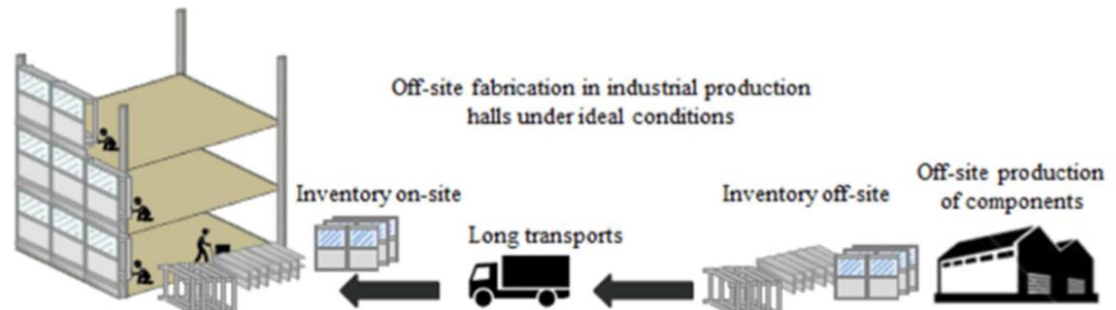 Off-site fabrication in industrial production
halls under ideal conditions
Off-site production
of components
Inventory on-site
Inventory off-site
Long transports